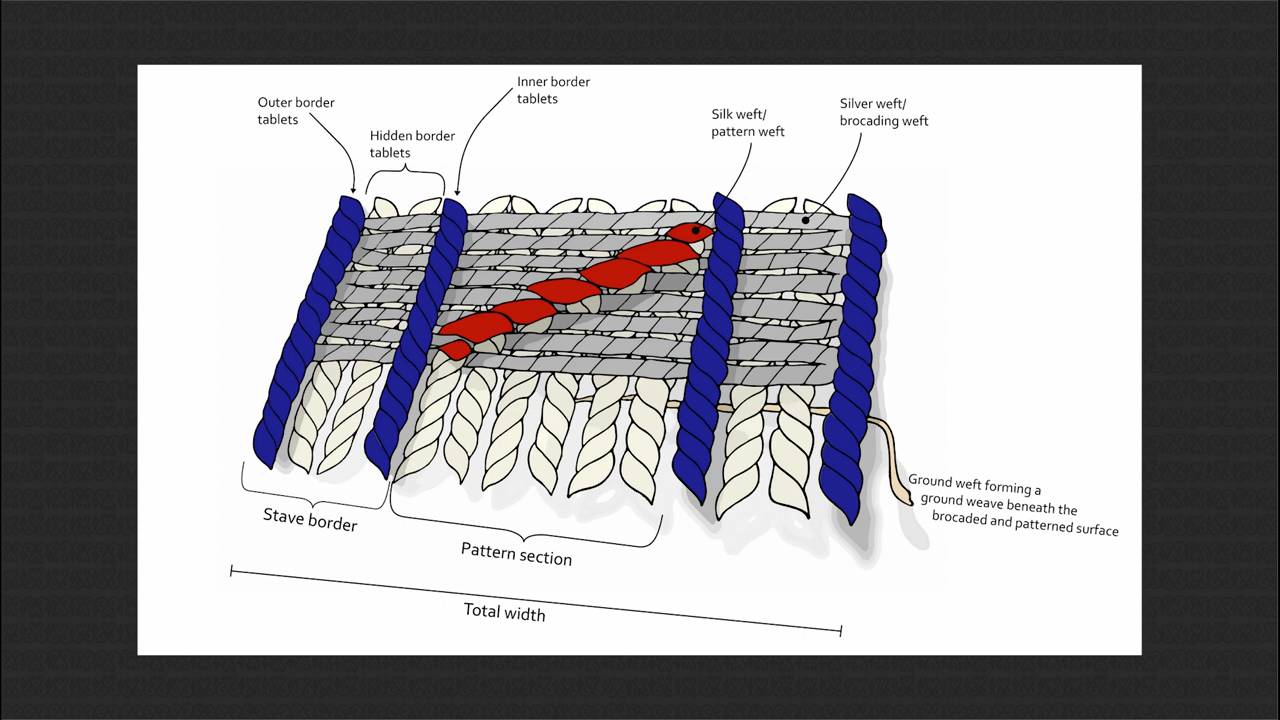 Inner border
tablets
Outer border
tablets
Hidden border
tablets
Silk weft/
pattern weft
Silver weft/
brocading weft
Ground weft forming a
ground weave beneath the
brocaded and patterned surface
Stave border
Pattern section
Total width